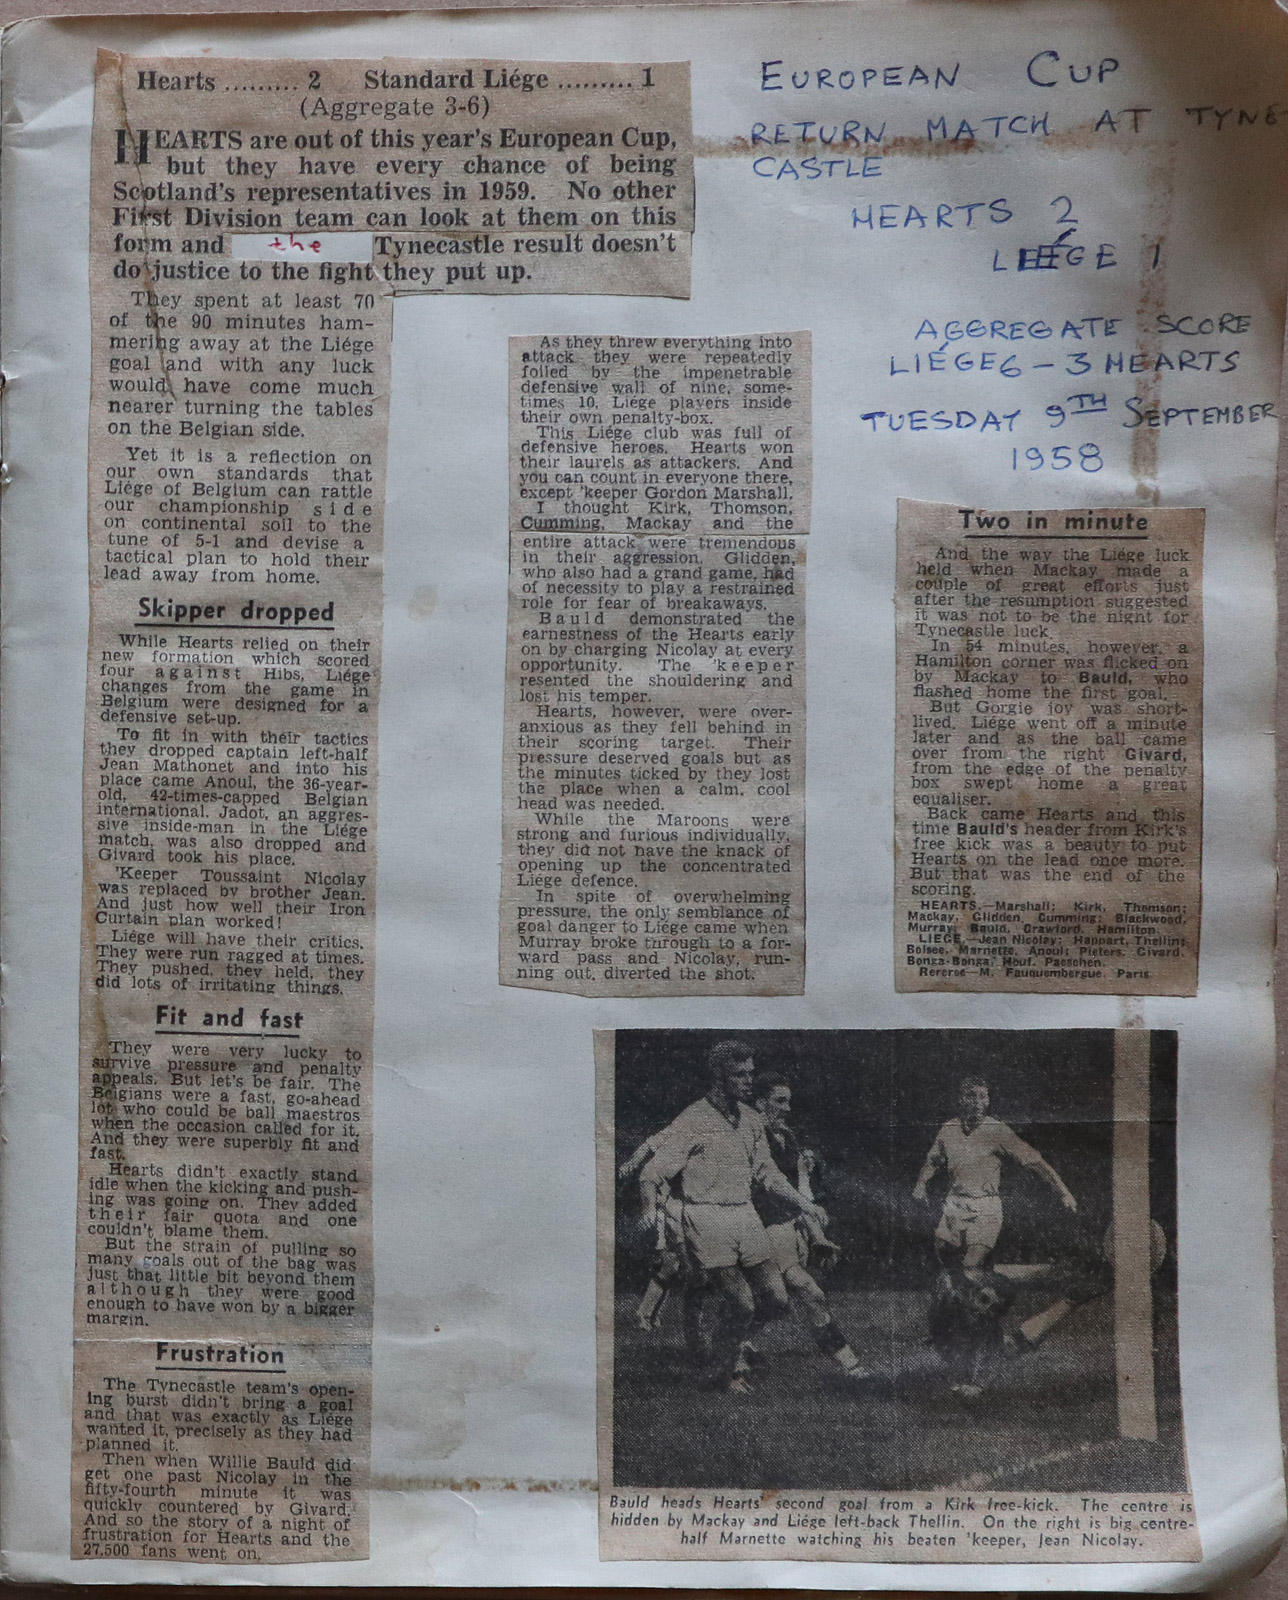 Hearts ......... 2 Standard Liége ......... 1
(Aggregate 3-6)
HEARTS are out of this year's European Cup,
but they have every chance of being
Scotland's representatives in 1959. No other
First Division team can look at them on this
form and the Tynecastle result doesn't
do justice to the fight they put up.
They spent at least 70
of the 90 minutes ham-
mering away at the Liége
goal and with any luck
would have come much
nearer turning the tables
on the Belgian side.
Yet it is a reflection on
our own standards that
Liége of Belgium can rattle
our championship side
on continental soil to the
tune of 5-1 and devise a
tactical plan to hold their
lead away from home.
Skipper dropped
While Hearts relied on their
new formation which scored
four against Hibs, Liége
changes from the game in
Belgium were designed for a
defensive set-up.
To fit in with their tactics
they dropped captain left-half
Jean Mathonet and into his
place came Anoul, the 36-year-
old, 42-times-capped Belgian
international. Jadot, an aggres-
sive inside-man in the Liége
match, was also dropped and
Givard took his place.
'Keeper Toussaint Nicolay
was replaced by brother Jean.
And just how well their Iron
Curtain plan worked!
Liége will have their critics.
They were run ragged at times.
They pushed, they held, they
did lots of irritating things.
Fit and fast
They were very lucky to
survive pressure and penalty
appeals. But let's be fair. The
Belgians were a fast, go-ahead
lot who could be ball maestros
when the occasion called for it.
And they were superbly fit and
fast.
Hearts didn't exactly stand
idle when the kicking and push-
ing was going on. They added
their fair quota and one
couldn't blame them.
But the strain of pulling so
many goals out of the bag was
just that little bit beyond them
although they were good
enough to have won by a bigger
margin.
Frustration
The Tynecastle team's open-
ing burst didn't bring a goal
and that was exactly as Liége
wanted it, precisely as they had
planned it.
Then when Willie Bauld did
get one past Nicolay in the
fifty-fourth minute it was
quickly countered by Givard.
And so the story of a night of
frustration for Hearts and the
27,500 fans went on.
As they threw everything into
attack they were repeatedly
foiled by the impenetrable
defensive wall of nine, some-
times 10, Liége players inside
their own penalty-box.
This Liége club was full of
defensive heroes. Hearts won
their laurels as attackers. And
you can count in everyone there,
except 'keeper Gordon Marshall.
I thought Kirk, Thomson,
Cumming, Mackay and the
entire attack were tremendous
in their aggression. Glidden,
who also had a grand game, had
of necessity to play a restrained
role for fear of breakaways.
Bauld demonstrated the
earnestness of the Hearts early
on by charging Nicolay at every
opportunity. The 'keeper
resented the shouldering and
lost his temper.
Hearts, however, were over-
anxious as they fell behind in
their scoring target. Their
pressure deserved goals but as
the minutes ticked by they lost
the place when a calm, cool
head was needed.
While the Maroons were
strong and furious individually,
they did not have the knack of
opening up the concentrated
Liége defence.
In spite of overwhelming
pressure, the only semblance of
goal danger to Liége came when
Murray broke through to a for-
ward pass and Nicolay, run-
ning out, diverted the shot.
EUROPEAN CUP
RETURN MATCH AT TYNE
CASTLE
HEARTS 2
LIÉGE 1
AGGREGATE SCORE
LIÉGE 6 - 3 HEARTS
TUESDAY 9TH SEPTEMBER
1958
Two in minute
And the way the Liége luck
held when Mackay made a
couple of great efforts just
after the resumption suggested
it was not to be the night for
Tynecastle luck.
In 54 minutes, however, a
Hamilton corner was flicked on
by Mackay to Bauld, who
flashed home the first goal.
But Gorgie joy was short-
lived. Liége went off a minute
later and as the ball came
over from the right Givard,
from the edge of the penalty
box swept home a great
equaliser.
Back came Hearts and this
time Bauld's header from Kirk's
free kick was a beauty to put
Hearts on the lead once more.
But that was the end of the
scoring.
HEARTS.—Marshall; Kirk, Thomson;
Mackay, Glidden, Cumming; Blackwood,
Murray, Bauld, Crawford, Hamilton.
LIEGE.—Jean Nicolay; Happart, Thellin;
Bolsee, Marnette, Anoul; Pieters, Givard,
Bonga-Bonga, Houf, Paeschen.
Referee—M. Fauquembergue, Paris.
Bauld heads Hearts' second goal from a Kirk free-kick. The centre is
hidden by Mackay and Liége left-back Thellin. On the right is big centre-
half Marnette watching his beaten 'keeper, Jean Nicolay.